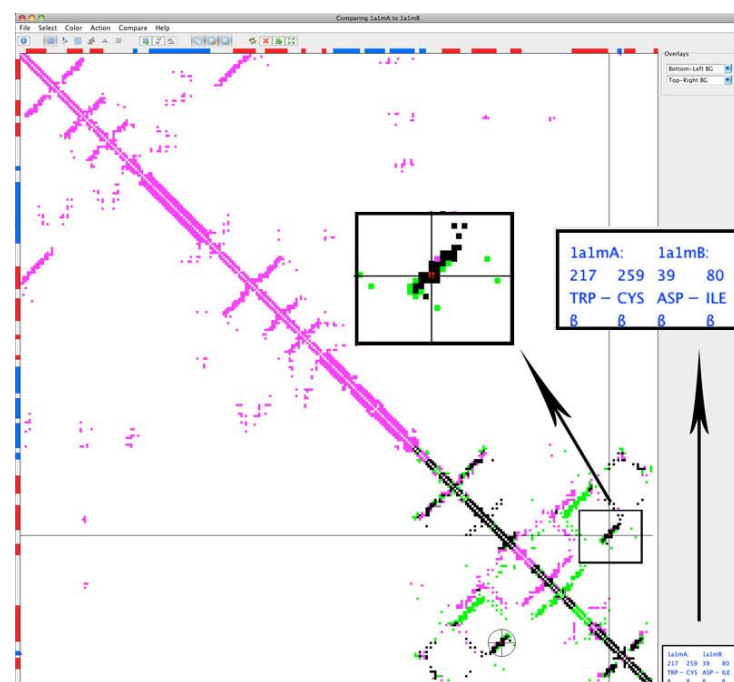 Comparing 1a1mA to 1a1mB
File Select Color Action Compare Help
Overlays
Bottom-Left BG
Top-Right BG
1a1mA: 1a1mB:
217 259 39 80
TRP – CYS ASP – ILE
β β β β
1a1mA: 1a1mB:
217 259 39 80
TRP – CYS ASP – ILE
β β β β